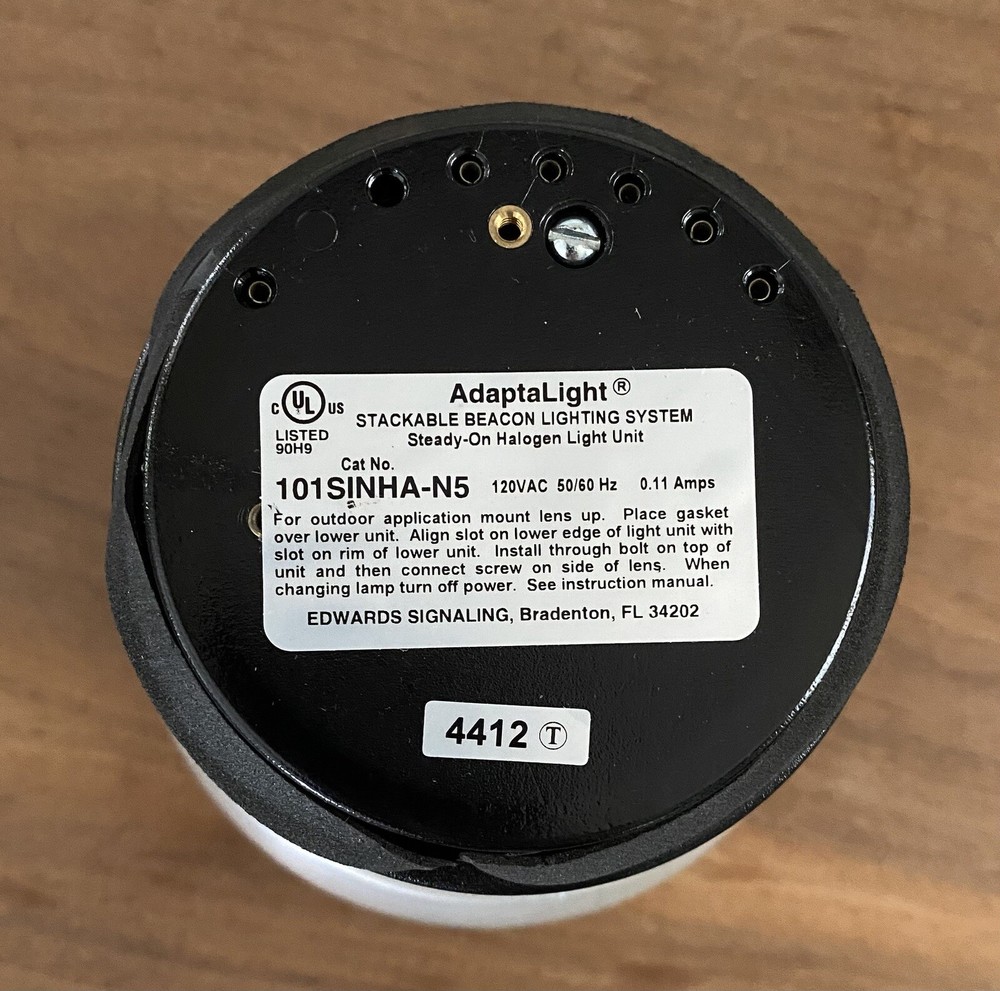 AdaptaLight®
C UL US
STACKABLE BEACON LIGHTING SYSTEM
LISTED
Steady-On Halogen Light Unit
90H9
Cat No.
101SINHA-N5 120VAC 50/60 Hz 0.11 Amps
For outdoor application mount lens up. Place gasket
over lower unit. Align slot on lower edge of light unit with
slot on rim of lower unit. Install through bolt on top of
unit and then connect screw on side of lens. When
changing lamp turn off power. See instruction manual.
EDWARDS SIGNALING, Bradenton, FL 34202
4412 T